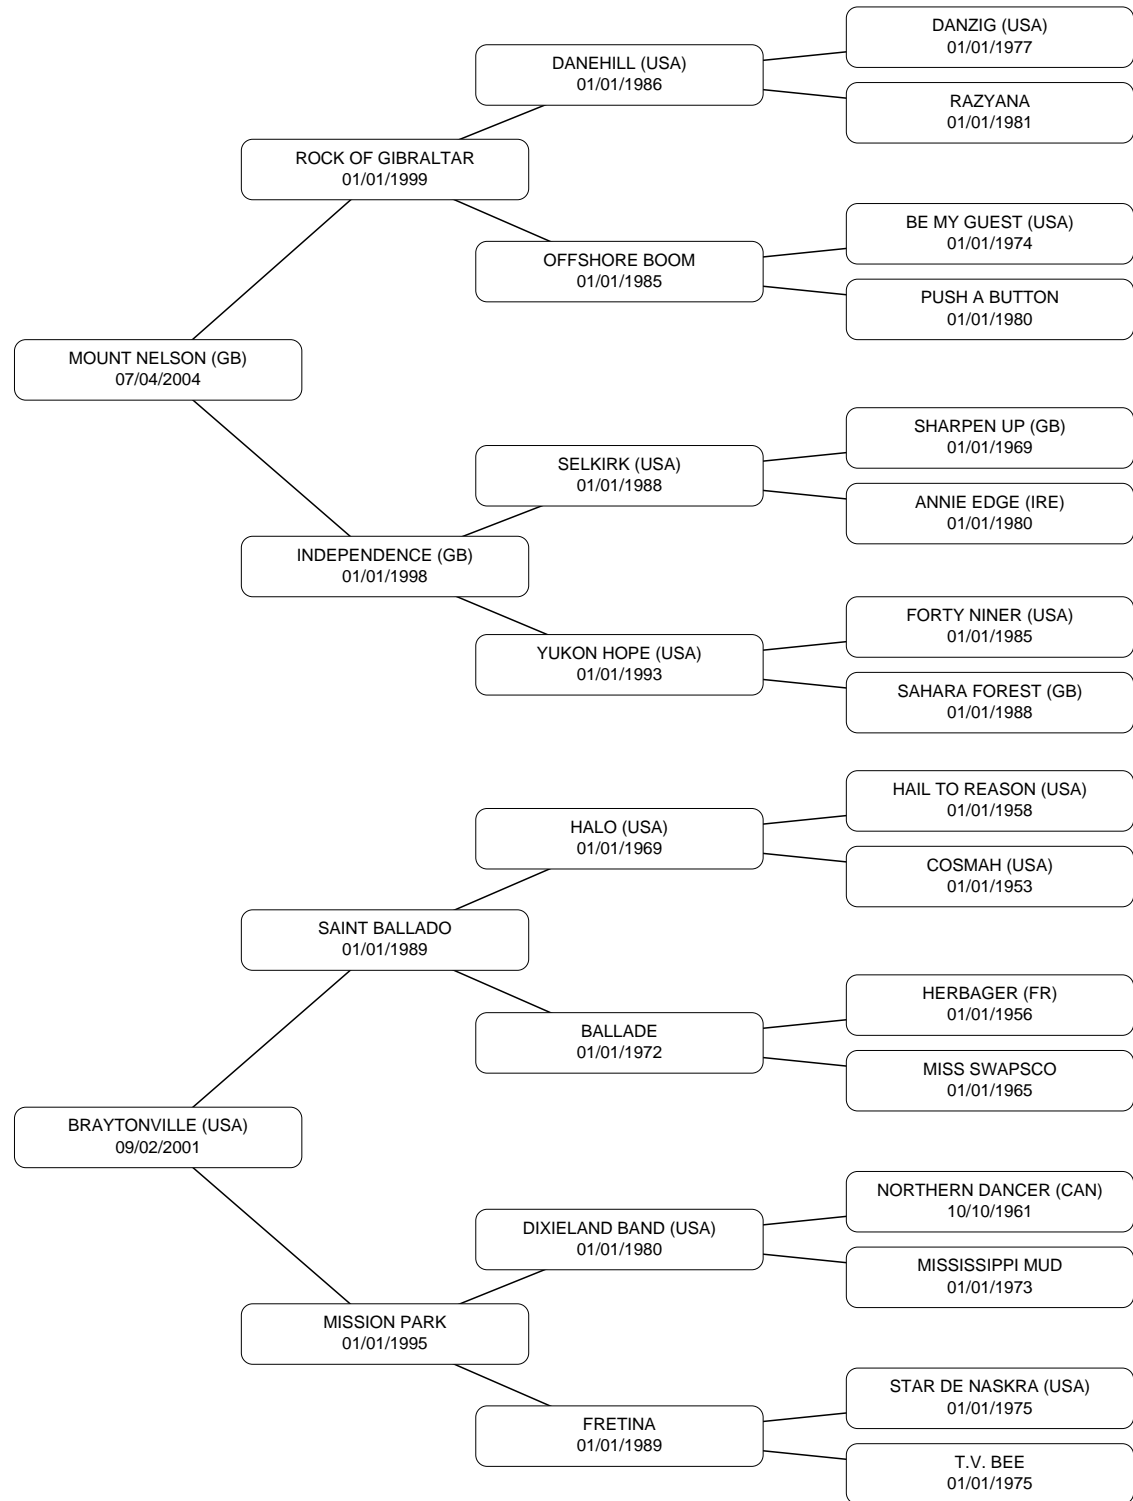 DANZIG (USA)
01/01/1977
DANEHILL (USA)
01/01/1986
RAZYANA
01/01/1981
ROCK OF GIBRALTAR
01/01/1999
BE MY GUEST (USA)
01/01/1974
OFFSHORE BOOM
01/01/1985
PUSH A BUTTON
01/01/1980
MOUNT NELSON (GB)
07/04/2004
SHARPEN UP (GB)
01/01/1969
SELKIRK (USA)
01/01/1988
ANNIE EDGE (IRE)
01/01/1980
INDEPENDENCE (GB)
01/01/1998
FORTY NINER (USA)
01/01/1985
YUKON HOPE (USA)
01/01/1993
SAHARA FOREST (GB)
01/01/1988
HAIL TO REASON (USA)
01/01/1958
HALO (USA)
01/01/1969
COSMAH (USA)
01/01/1953
SAINT BALLADO
01/01/1989
HERBAGER (FR)
01/01/1956
BALLADE
01/01/1972
MISS SWAPSCO
01/01/1965
BRAYTONVILLE (USA)
09/02/2001
NORTHERN DANCER (CAN)
10/10/1961
DIXIELAND BAND (USA)
01/01/1980
MISSISSIPPI MUD
01/01/1973
MISSION PARK
01/01/1995
STAR DE NASKRA (USA)
01/01/1975
FRETINA
01/01/1989
T.V. BEE
01/01/1975